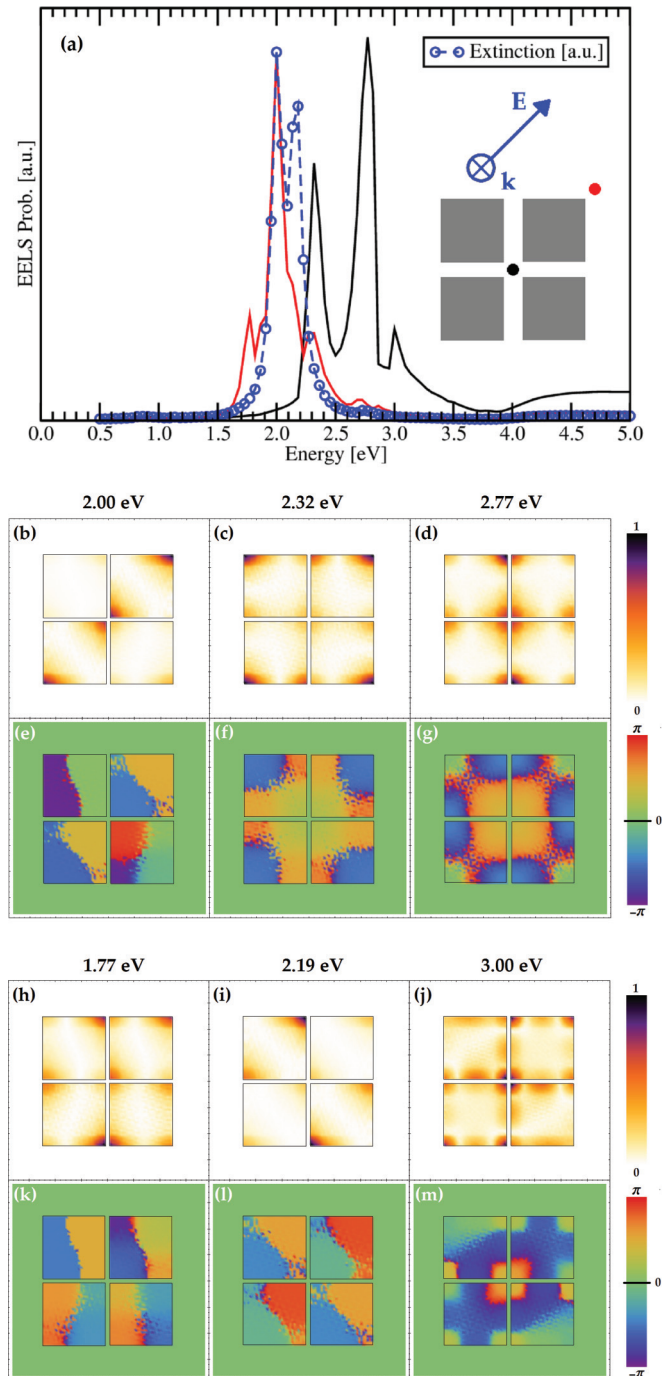 (a)
Extinction [a.u.]
E
k
EELS Prob. [a.u.]
0.0 0.5 1.0 1.5 2.0 2.5 3.0 3.5 4.0 4.5 5.0
Energy [eV]
2.00 eV 2.32 eV 2.77 eV
(b) (c) (d)
1
0
(e) (f) (g)
π
0
-π
1.77 eV 2.19 eV 3.00 eV
(h) (i) (j)
1
0
(k) (l) (m)
π
0
-π